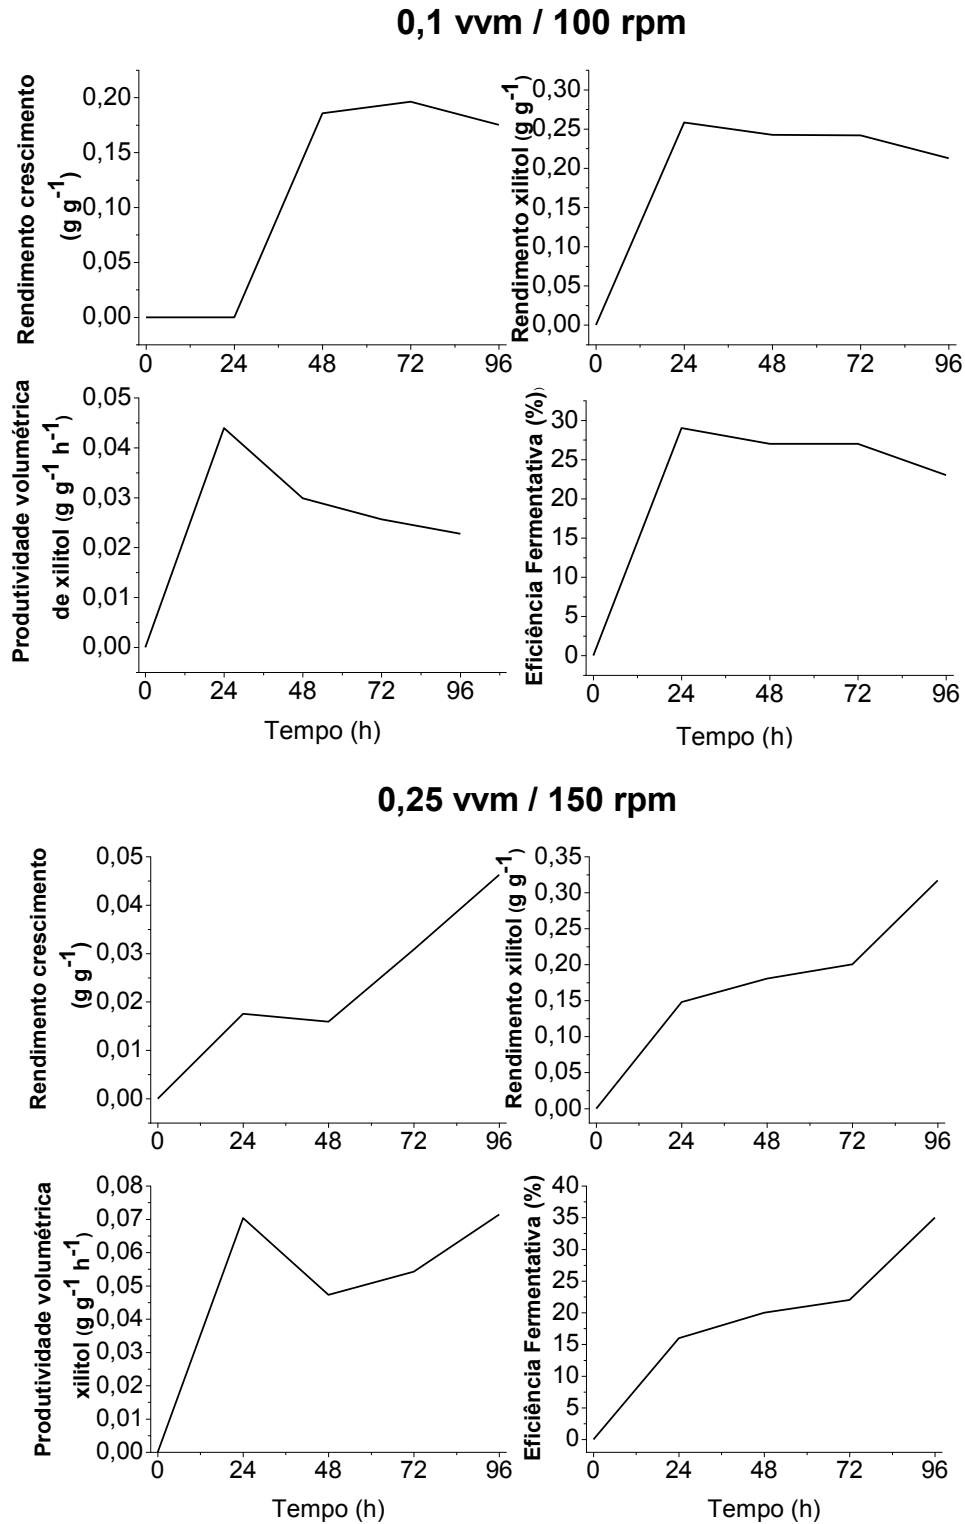 0,1 vvm / 100 rpm
Rendimento crescimento
(g g-1)
0,20
0,15
0,10
0,05
0,00
0 24 48 72 96
Rendimento xilitol (g g-1)
0,30
0,25
0,20
0,15
0,10
0,05
0,00
0 24 48 72 96
Produtividade volumétrica
de xilitol (g g-1 h-1)
0,05
0,04
0,03
0,02
0,01
0,00
0 24 48 72 96
Tempo (h)
Eficiência Fermentativa (%))
30
25
20
15
10
5
0
0 24 48 72 96
Tempo (h)
0,25 vvm / 150 rpm
Rendimento crescimento
(g g-1)
0,05
0,04
0,03
0,02
0,01
0,00
0 24 48 72 96
Rendimento xilitol (g g-1)
0,35
0,30
0,25
0,20
0,15
0,10
0,05
0,00
0 24 48 72 96
Produtividade volumétrica
xilitol (g g-1 h-1)
0,08
0,07
0,06
0,05
0,04
0,03
0,02
0,01
0,00
0 24 48 72 96
Tempo (h)
Eficiência Fermentativa (%)
40
35
30
25
20
15
10
5
0
0 24 48 72 96
Tempo (h)